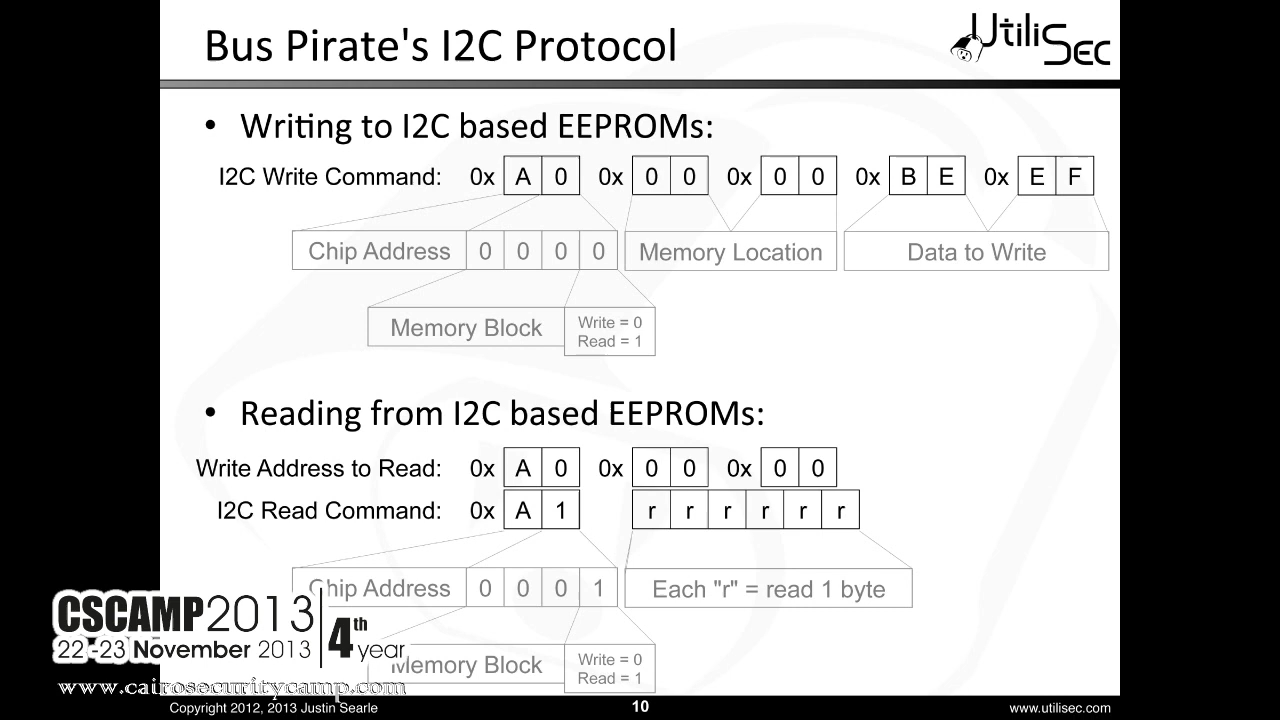 Bus Pirate's I2C Protocol
UtiliSec
• Writing to I2C based EEPROMs:
I2C Write Command: 0x A 0 0x 0 0 0x 0 0 0x B E 0x E F
Chip Address 0 0 0 0 Memory Location Data to Write
Memory Block Write = 0
Read = 1
• Reading from I2C based EEPROMs:
Write Address to Read: 0x A 0 0x 0 0 0x 0 0
I2C Read Command: 0x A 1 r r r r r r
Chip Address 0 0 0 1 Each "r" = read 1 byte
Memory Block Write = 0
Read = 1
CSCAMP2013 4th year
22-23 November 2013
www.cairosecuritycamp.com
Copyright 2012, 2013 Justin Searle 10 www.utilisec.com